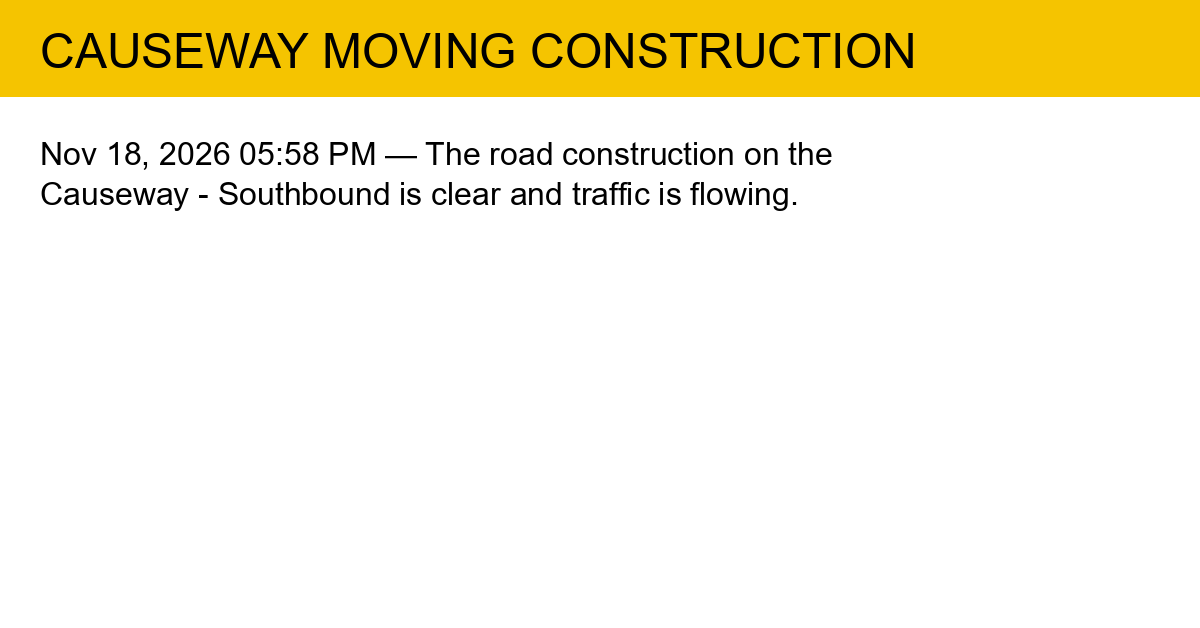 CAUSEWAY MOVING CONSTRUCTION
Nov 18, 2026 05:58 PM — The road construction on the
Causeway - Southbound is clear and traffic is flowing.